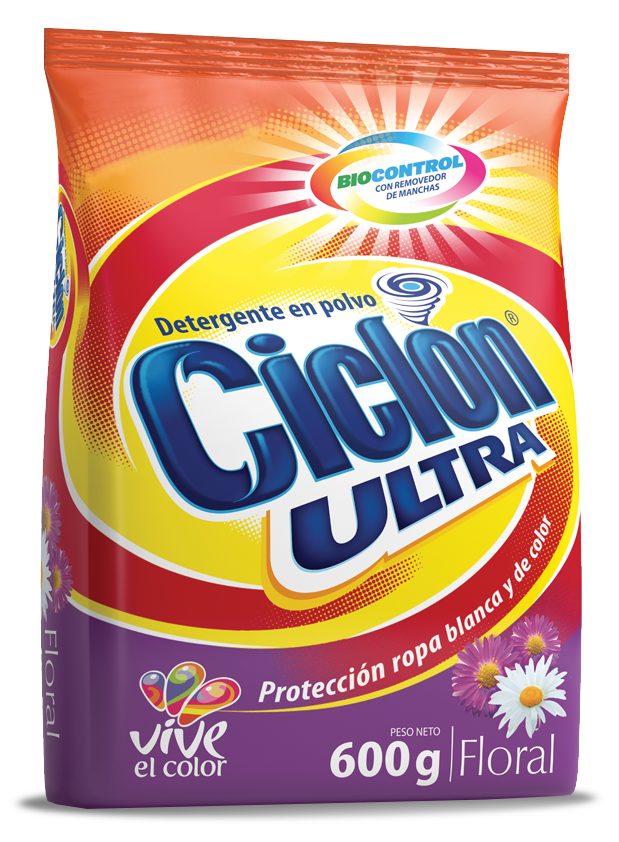 BIOCONTROL
CON REMOVEDOR
DE MANCHAS
Detergente en polvo
Ciclon®
ULTRA
Protección ropa blanca y de color
vive
el color
PESO NETO
600 g
Floral
Floral